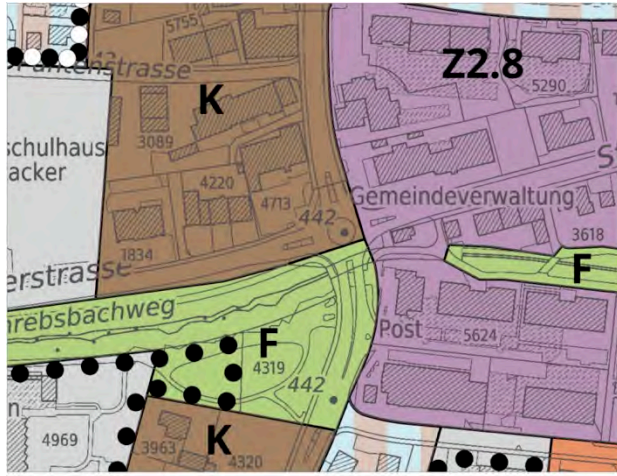 5755
Z2.8
5290
K
3089
schulhaus
acker
4220
4713
Gemeindeverwaltung
442
1834
3618
erstrasse
F
hrebsbachweg
F
Post
5624
4319
442
K
4969
3963
4320